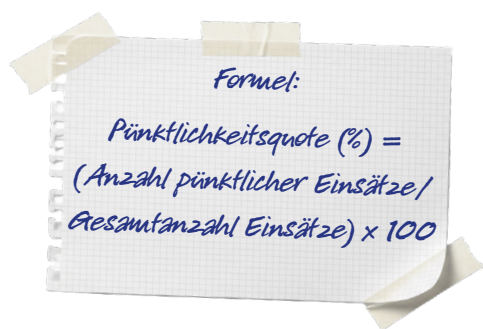 Formel:
Pünktlichkeitsquote (%) =
(Anzahl pünktlicher Einsätze/
Gesamtanzahl Einsätze) x 100